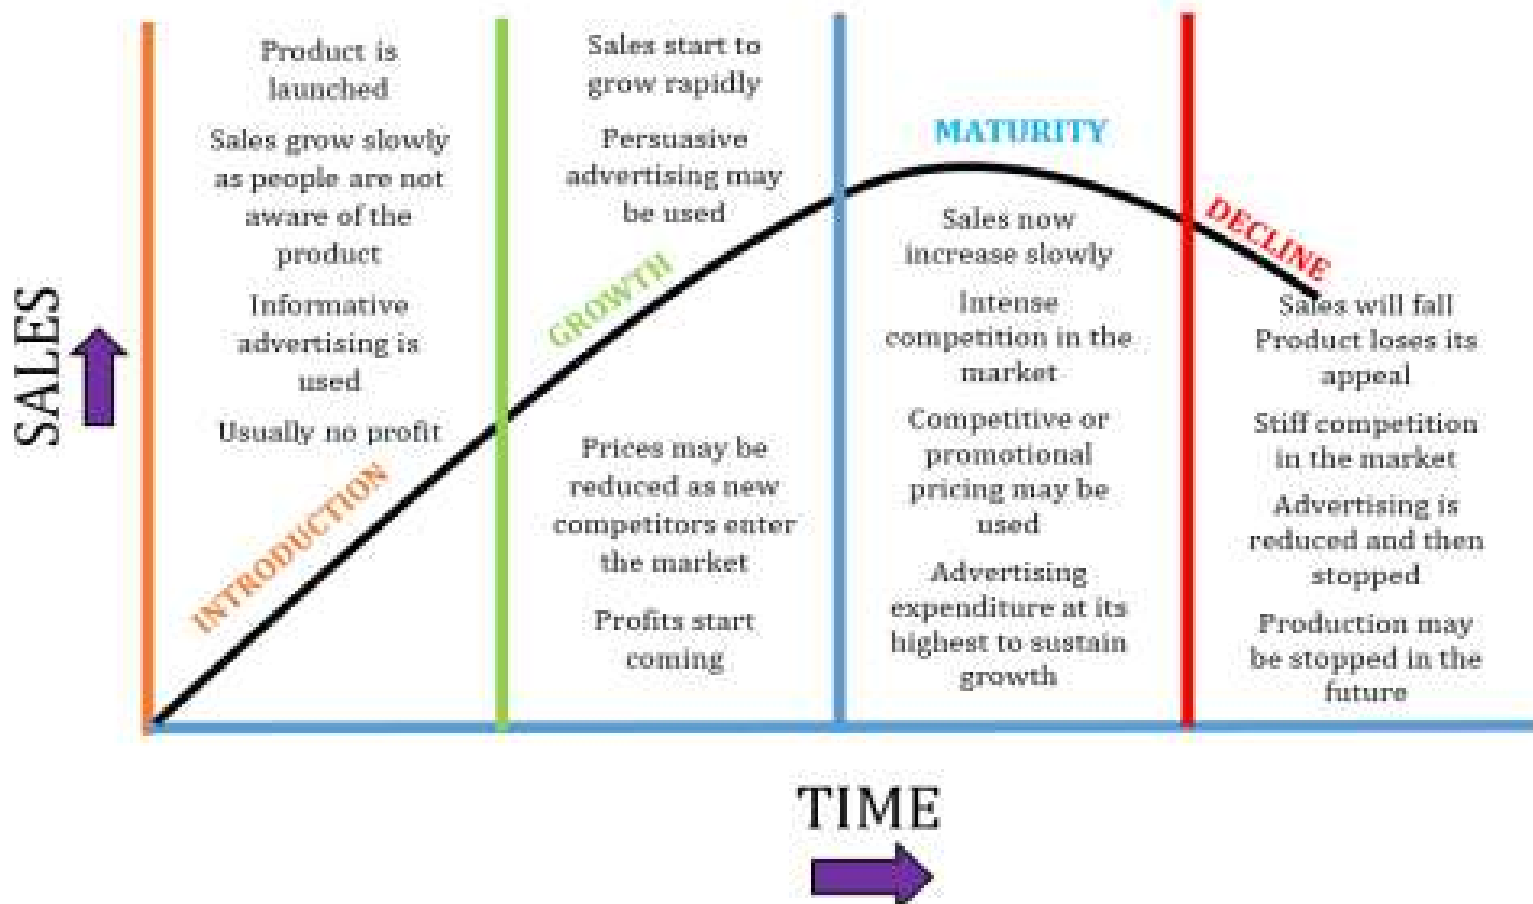 Product is
launched
Sales grow slowly
as people are not
aware of the
product
Informative
advertising is
used
Usually no profit
INTRODUCTION
Sales start to
grow rapidly
Persuasive
advertising may
be used
GROWTH
Prices may be
reduced as new
competitors enter
the market
Profits start
coming
MATURITY
Sales now
increase slowly
Intense
competition in the
market
Competitive or
promotional
pricing may be
used
Advertising
expenditure at its
highest to sustain
growth
DECLINE
Sales will fall
Product loses its
appeal
Stiff competition
in the market
Advertising is
reduced and then
stopped
Production may
be stopped in the
future
SALES
TIME